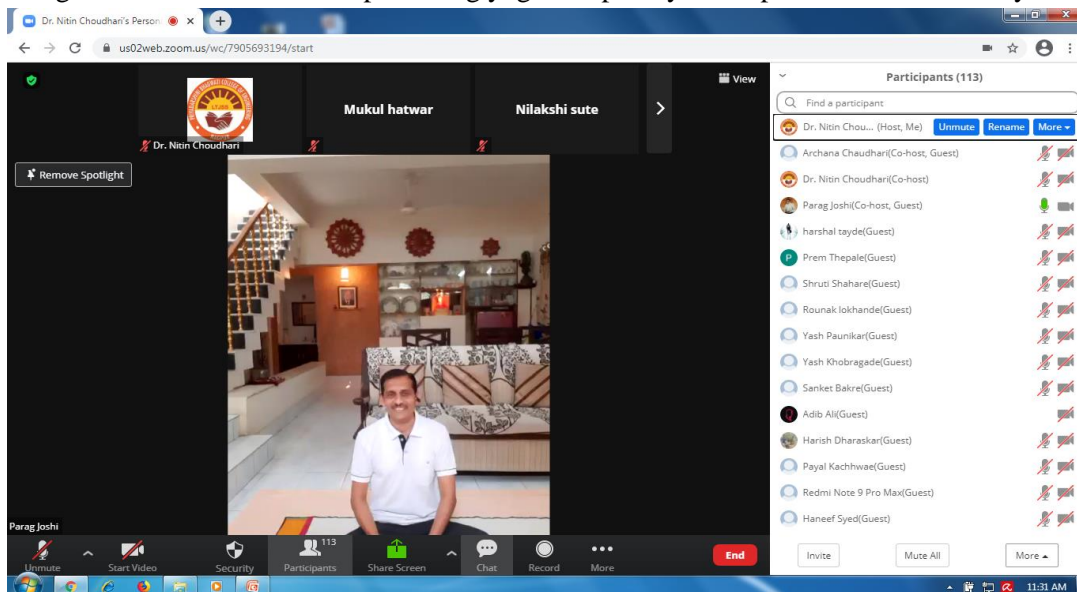 Dr. Nitin Choudhari's Person
us02web.zoom.us/wc/7905693194/start
View
Mukul hatwar
Nilakshi sute
Dr. Nitin Choudhari
Remove Spotlight
Parag Joshi
Unmute
Start Video
Security
113
Participants
Share Screen
Chat
Record
More
End
Participants (113)
Find a participant
Dr. Nitin Chou... (Host, Me) Unmute Rename More
Archana Chaudhari(Co-host, Guest)
Dr. Nitin Choudhari(Co-host)
Parag Joshi(Co-host, Guest)
harshal tayde(Guest)
P Prem Thepale(Guest)
Shruti Shahare(Guest)
Rounak lokhande(Guest)
Yash Paunikar(Guest)
Yash Khobragade(Guest)
Sanket Bakre(Guest)
Adib Ali(Guest)
Harish Dharaskar(Guest)
Payal Kachhwae(Guest)
Redmi Note 9 Pro Max(Guest)
Haneef Syed(Guest)
Invite
Mute All
More
11:31 AM